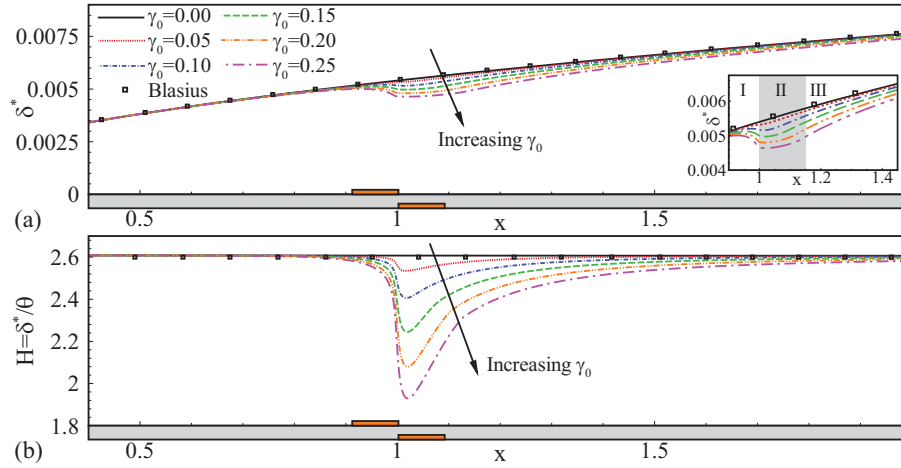 γ₀=0.00
γ₀=0.15
γ₀=0.05
γ₀=0.20
γ₀=0.10
γ₀=0.25
Blasius
0.0075
0.005
0.0025
0
δ*
Increasing γ₀
I II III
0.006
0.005
0.004
δ*
1 x 1.2 1.4
(a) 0.5 1 x 1.5
2.6
2.4
2.2
2
1.8
H=δ*/θ
Increasing γ₀
(b) 0.5 1 x 1.5